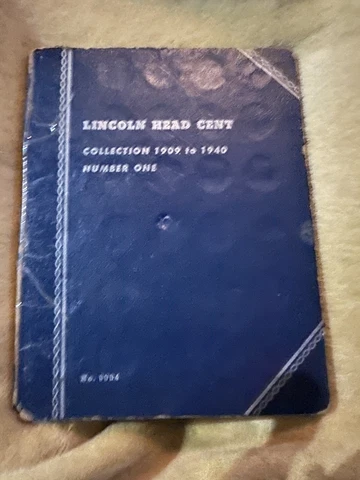 LINCOLN HEAD CENT
COLLECTION 1909 to 1940
NUMBER ONE
No. 9004